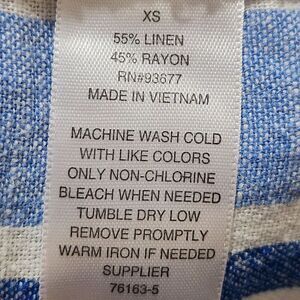 XS
55% LINEN
45% RAYON
RN#93677
MADE IN VIETNAM
MACHINE WASH COLD
WITH LIKE COLORS
ONLY NON-CHLORINE
BLEACH WHEN NEEDED
TUMBLE DRY LOW
REMOVE PROMPTLY
WARM IRON IF NEEDED
SUPPLIER
76163-5